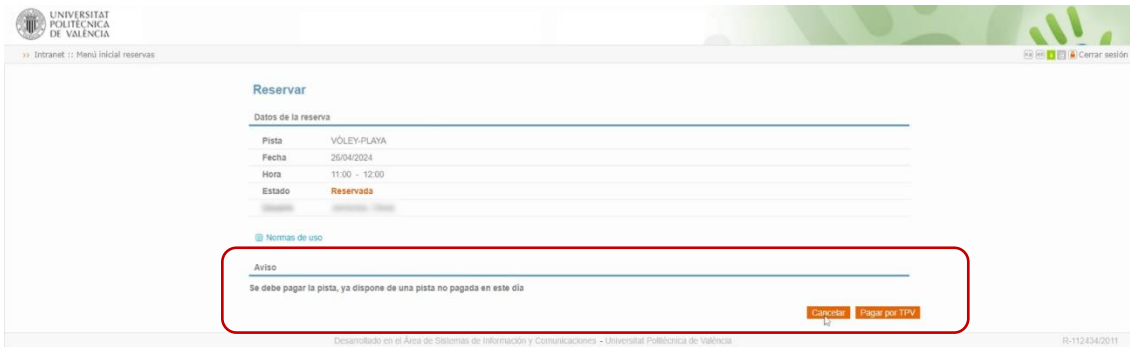 UNIVERSITAT
POLITÈCNICA
DE VALÈNCIA
>> Intranet :: Menú inicial reservas
Cerrar sesión
Reservar
Datos de la reserva
Pista VÓLEY-PLAYA
Fecha 25/04/2024
Hora 11:00 - 12:00
Estado Reservada
Normas de uso
Aviso
Se debe pagar la pista, ya dispone de una pista no pagada en este día
Cancelar Pagar por TPV
Desarrollado en el Área de Sistemas de Información y Comunicaciones - Universitat Politècnica de València
R-112434/2011